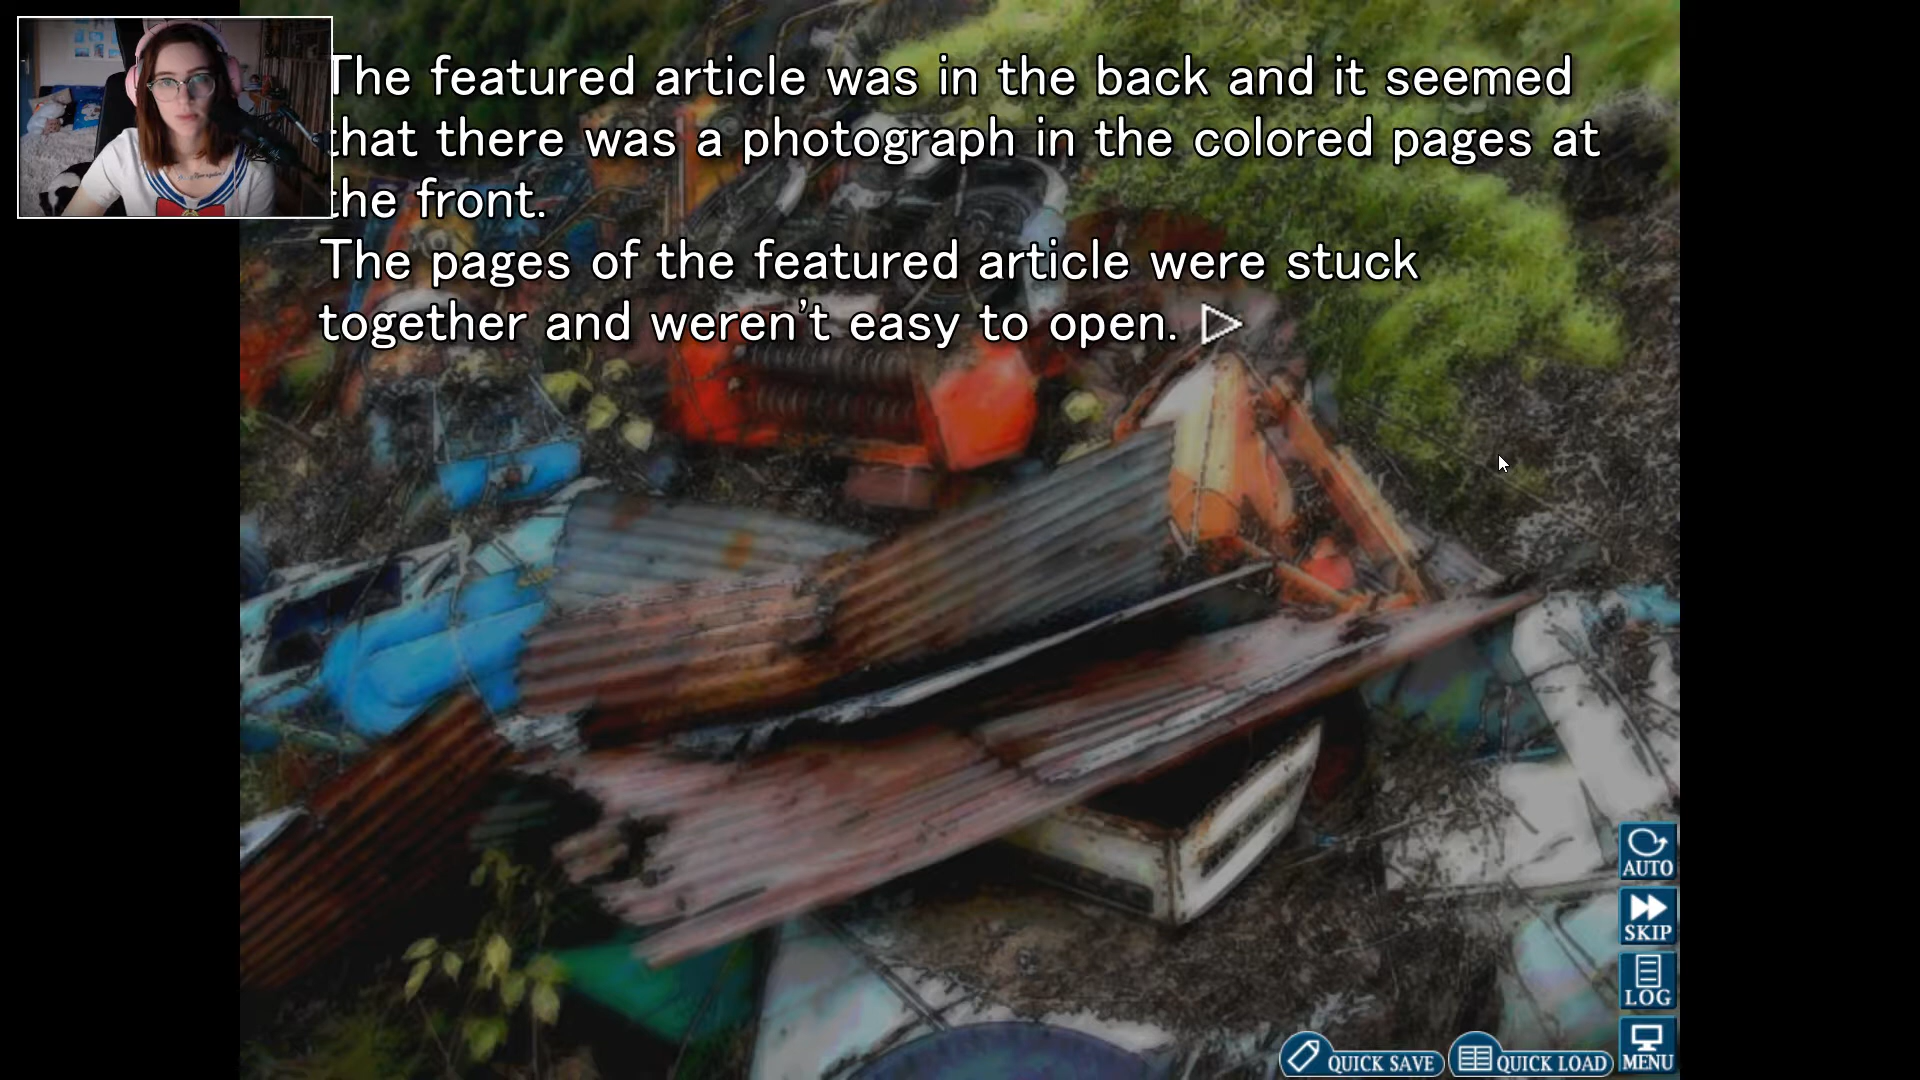 The featured article was in the back and it seemed
that there was a photograph in the colored pages at
the front.
The pages of the featured article were stuck
together and weren't easy to open.
AUTO
SKIP
LOG
MENU
QUICK SAVE
QUICK LOAD